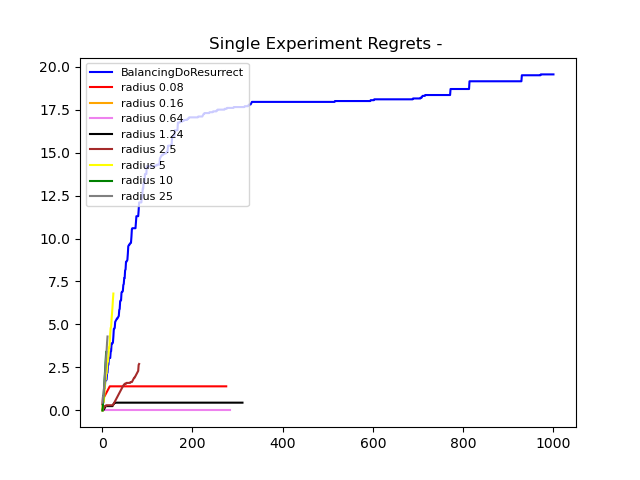 Single Experiment Regrets -
20.0
17.5
15.0
12.5
10.0
7.5
5.0
2.5
0.0
BalancingDoResurrect
radius 0.08
radius 0.16
radius 0.64
radius 1.24
radius 2.5
radius 5
radius 10
radius 25
0
200
400
600
800
1000